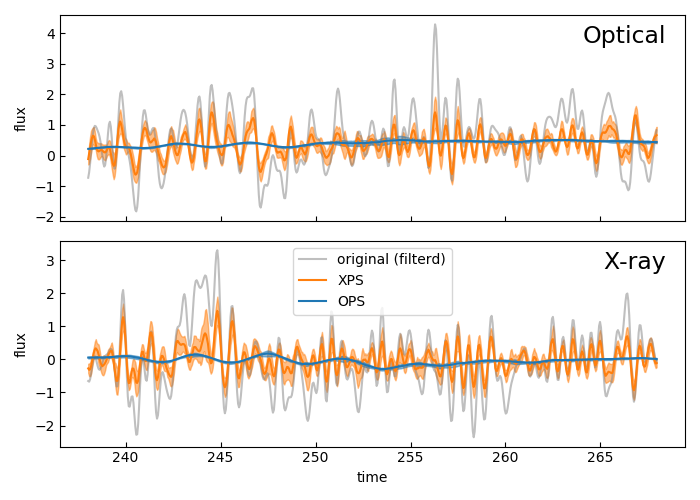 Optical
flux
4
3
2
1
0
−1
−2
X-ray
original (filterd)
XPS
OPS
flux
3
2
1
0
−1
−2
240 245 250 255 260 265
time